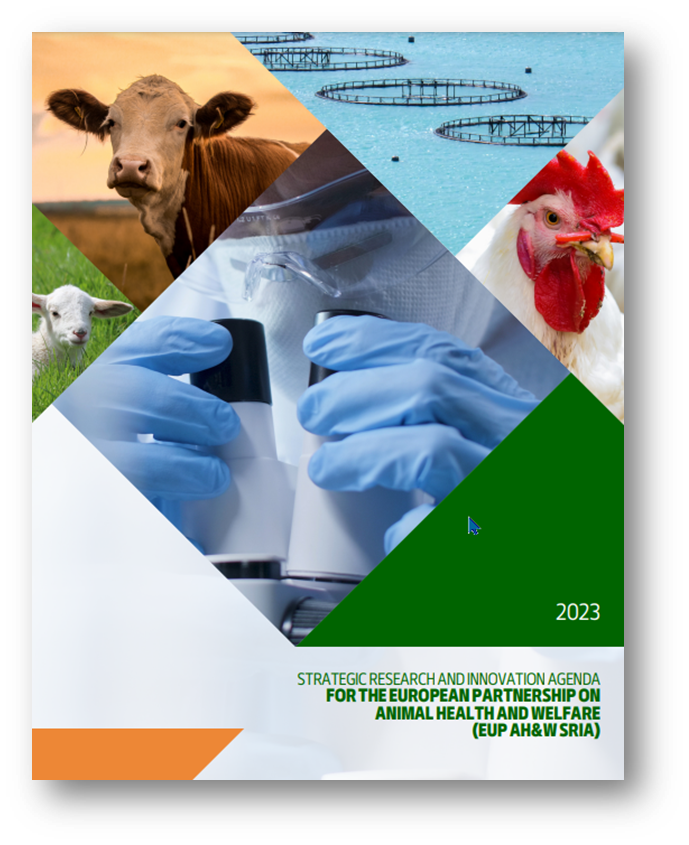 2023
STRATEGIC RESEARCH AND INNOVATION AGENDA
FOR THE EUROPEAN PARTNERSHIP ON
ANIMAL HEALTH AND WELFARE
(EUP AH&W SRIA)